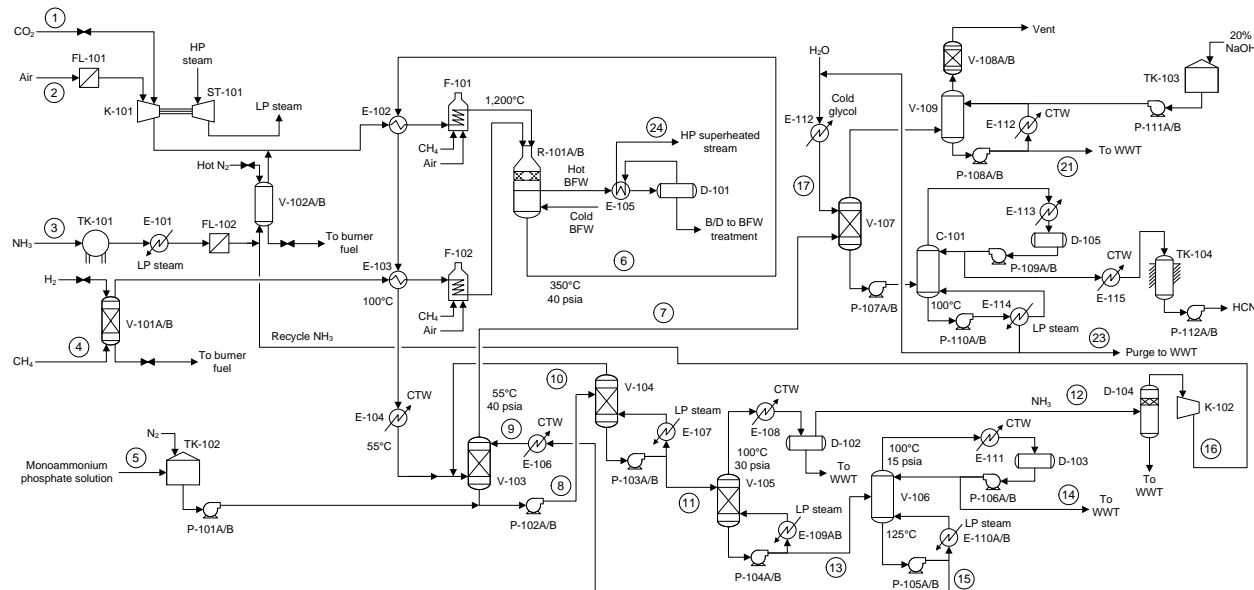 1
CO₂
HP
steam
FL-101
Air
2
ST-101
K-101
LP steam
E-102
F-101
1,200°C
CH₄
Air
R-101A/B
Hot
BFW
Cold
BFW
24
HP superheated
stream
E-105
D-101
B/D to BFW
treatment
6
350°C
40 psia
Hot N₂
V-102A/B
To burner
fuel
3
NH₃
TK-101
E-101
LP steam
FL-102
E-103
100°C
F-102
CH₄
Air
H₂
V-101A/B
4
CH₄
To burner
fuel
Recycle NH₃
7
H₂O
Cold
glycol
E-112
17
V-107
P-107A/B
V-108A/B
Vent
V-109
E-112
CTW
P-108A/B
To WWT
21
20%
NaOH
TK-103
P-111A/B
C-101
E-113
D-105
P-109A/B
100°C
E-114
LP steam
P-110A/B
CTW
E-115
TK-104
HCN
P-112A/B
23
Purge to WWT
E-104
CTW
55°C
55°C
40 psia
9
CTW
E-106
V-103
N₂
TK-102
5
Monoammonium
phosphate solution
P-101A/B
8
P-102A/B
10
V-104
LP steam
E-107
P-103A/B
11
CTW
E-108
D-102
To
WWT
100°C
30 psia
V-105
LP steam
E-109AB
P-104A/B
13
NH₃
12
D-104
K-102
16
To
WWT
100°C
15 psia
CTW
E-111
D-103
V-106
P-106A/B
14
To
WWT
LP steam
125°C
E-110A/B
P-105A/B
15